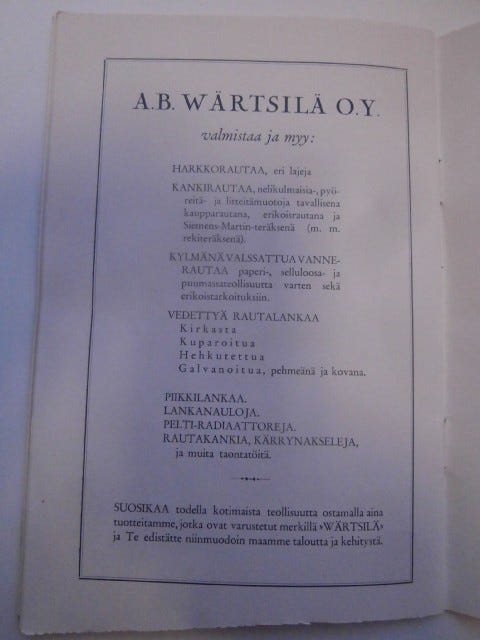 A.B. WÄRTSILÄ O.Y.
valmistaa ja myy:
HARKKORAUTAA, eri lajeja
KANKIRAUTAA, nelikulmaisia-, pyö-
reitä- ja litteitämuotoja tavallisena
kaupparautana, erikoisrautana ja
Siemens-Martin-teräksenä (m. m.
rekiteräksenä).
KYLMÄNÄ VALSSATTUA VANNE-
RAUTAA paperi-, selluloosa- ja
puumassateollisuutta varten sekä
erikoistarkoituksiin.
VEDETTYÄ RAUTALANKAA
Kirkasta
Kuparoitua
Hehkutettua
Galvanoitua, pehmeänä ja kovana.
PIIKKILANKAA.
LANKANAULOJA.
PELTI-RADIAATTOREJA.
RAUTAKANKIA, KÄRRYNAKSELEJA,
ja muita taontatöitä.
SUOSIKAA todella kotimaista teollisuutta ostamalla aina
tuotteitamme, jotka ovat varustetut merkillä »WÄRTSILÄ»
ja Te edistätte niinmuodoin maamme taloutta ja kehitystä.